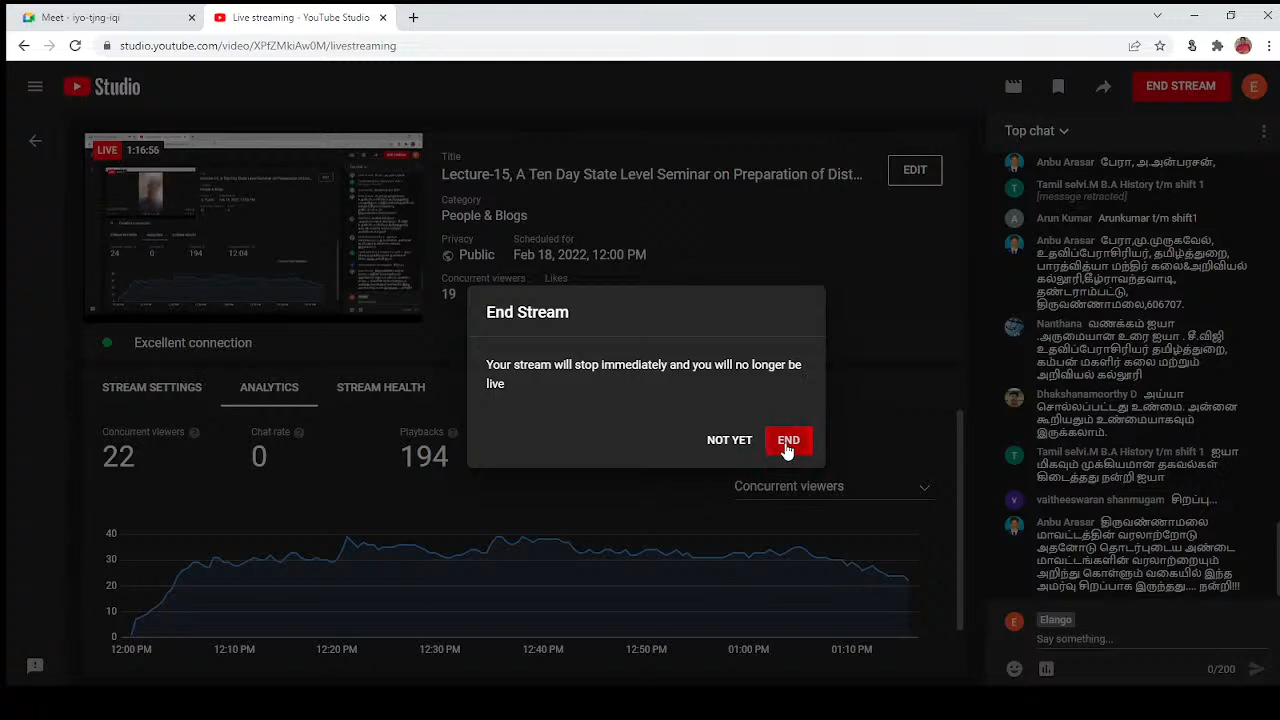 Meet - iyo-tjng-iqi
Live streaming - YouTube Studio
studio.youtube.com/video/XPfZMkiAw0M/livestreaming
Studio
END STREAM
E
LIVE 1:16:56
Title
Lecture-15, A Ten Day State Level Seminar on Preparation of Dist...
EDIT
Category
People & Blogs
Privacy
Scheduled for
Public
Feb 18, 2022, 12:00 PM
Concurrent viewers
Likes
19
Excellent connection
End Stream
Your stream will stop immediately and you will no longer be
live
NOT YET
END
STREAM SETTINGS
ANALYTICS
STREAM HEALTH
Concurrent viewers
Chat rate
Playbacks
22
0
194
Concurrent viewers
40
30
20
10
0
12:00 PM
12:10 PM
12:20 PM
12:30 PM
12:40 PM
12:50 PM
01:00 PM
01:10 PM
Top chat
Anbu Arasar பேரா, அ.அன்பரசன்,
T
Tamil selvi.M B.A History t/m shift 1
[message retracted]
A
Arun Kumar Arunkumar t/m shift1
Anbu Arasar பேரா,மு.முருகவேல்,
உதவிப்பேராசிரியர், தமிழ்த்துறை,
பாரத்வித்யா மந்திர் கலை&அறிவியல்
கல்லூரி,கீழ்ராவந்தவாடி,
தண்டராம்பட்டு,
திருவண்ணாமலை,606707.
Nanthana வணக்கம் ஐயா
.அருமையான உரை ஐயா . சீ.விஜி
உதவிப்பேராசிரியர் தமிழ்த்துறை,
கம்பன் மகளிர் கலை மற்றும்
அறிவியல் கல்லூரி
Dhakshanamoorthy D அய்யா
சொல்லப்பட்டது உண்மை. அன்னை
கூறியதும் உண்மையாகவும்
இருக்கலாம்.
T
Tamil selvi.M B.A History t/m shift 1 ஐயா
மிகவும் முக்கியமான தகவல்கள்
கிடைத்தது நன்றி ஐயா
v
vaitheeswaran shanmugam சிறப்பு...
Anbu Arasar திருவண்ணாமலை
மாவட்டத்தின் வரலாற்றோடு
அதனோடு தொடர்புடைய அண்டை
மாவட்டங்களின் வரலாற்றையும்
அறிந்து கொள்ளும் வகையில் இந்த
அமர்வு சிறப்பாக இருந்தது.... நன்றி!!!
E
Elango
Say something...
0/200